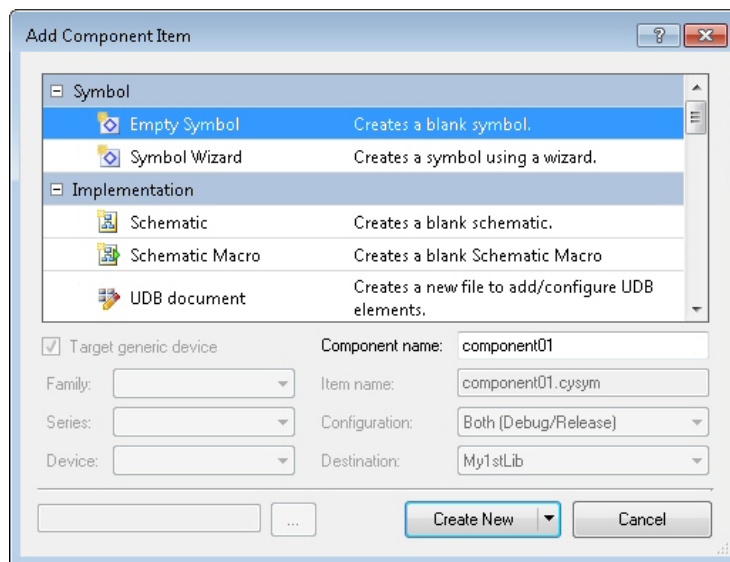 Add Component Item
Symbol
Empty Symbol Creates a blank symbol.
Symbol Wizard Creates a symbol using a wizard.
Implementation
Schematic Creates a blank schematic.
Schematic Macro Creates a blank Schematic Macro
UDB document Creates a new file to add/configure UDB
elements.
Target generic device Component name: component01
Family: Item name: component01.cysym
Series: Configuration: Both (Debug/Release)
Device: Destination: My1stLib
... Create New Cancel